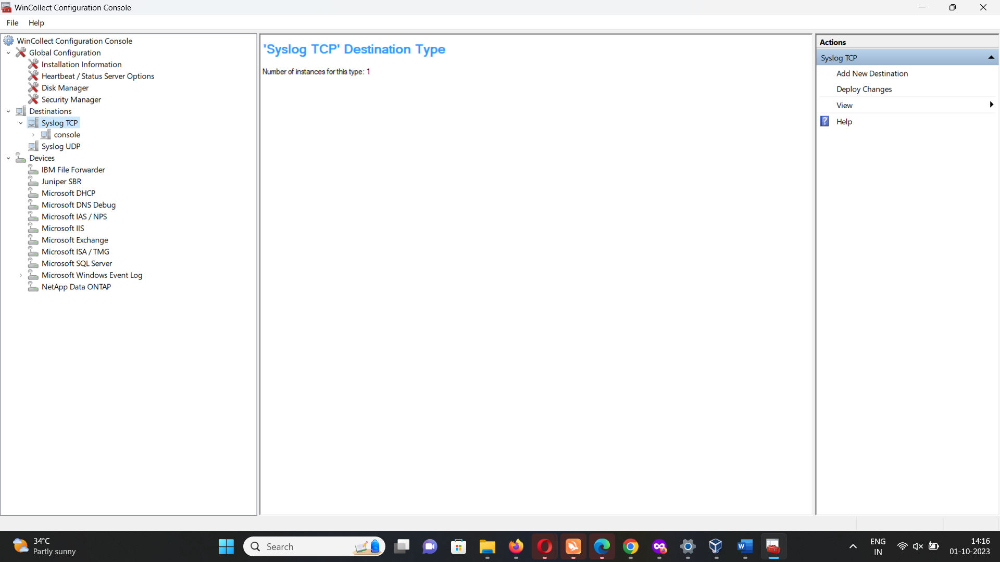 WinCollect Configuration Console
File Help
WinCollect Configuration Console
Global Configuration
Installation Information
Heartbeat / Status Server Options
Disk Manager
Security Manager
Destinations
Syslog TCP
console
Syslog UDP
Devices
IBM File Forwarder
Juniper SBR
Microsoft DHCP
Microsoft DNS Debug
Microsoft IAS / NPS
Microsoft IIS
Microsoft Exchange
Microsoft ISA / TMG
Microsoft SQL Server
Microsoft Windows Event Log
NetApp Data ONTAP
'Syslog TCP' Destination Type
Number of instances for this type: 1
Actions
Syslog TCP
Add New Destination
Deploy Changes
View
? Help
34°C
Partly sunny
Search
W
ENG
IN
14:16
01-10-2023